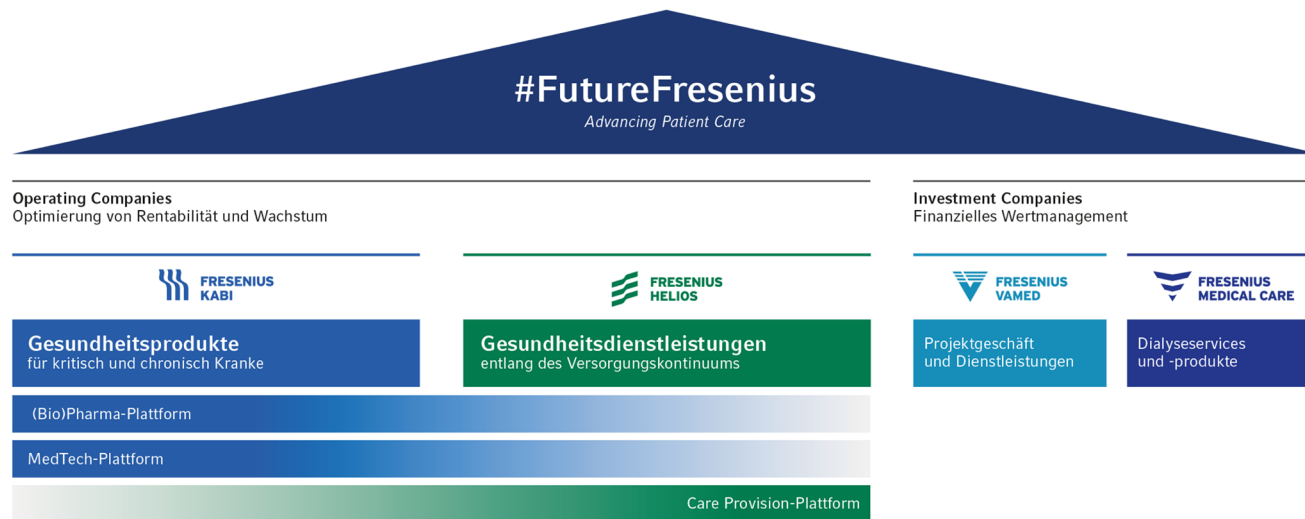 #FutureFresenius
Advancing Patient Care
Operating Companies
Optimierung von Rentabilität und Wachstum
Investment Companies
Finanzielles Wertmanagement
FRESENIUS
KABI
FRESENIUS
HELIOS
FRESENIUS
VAMED
FRESENIUS
MEDICAL CARE
Gesundheitsprodukte
für kritisch und chronisch Kranke
Gesundheitsdienstleistungen
entlang des Versorgungskontinuums
Projektgeschäft
und Dienstleistungen
Dialyseservices
und -produkte
(Bio)Pharma-Plattform
MedTech-Plattform
Care Provision-Plattform